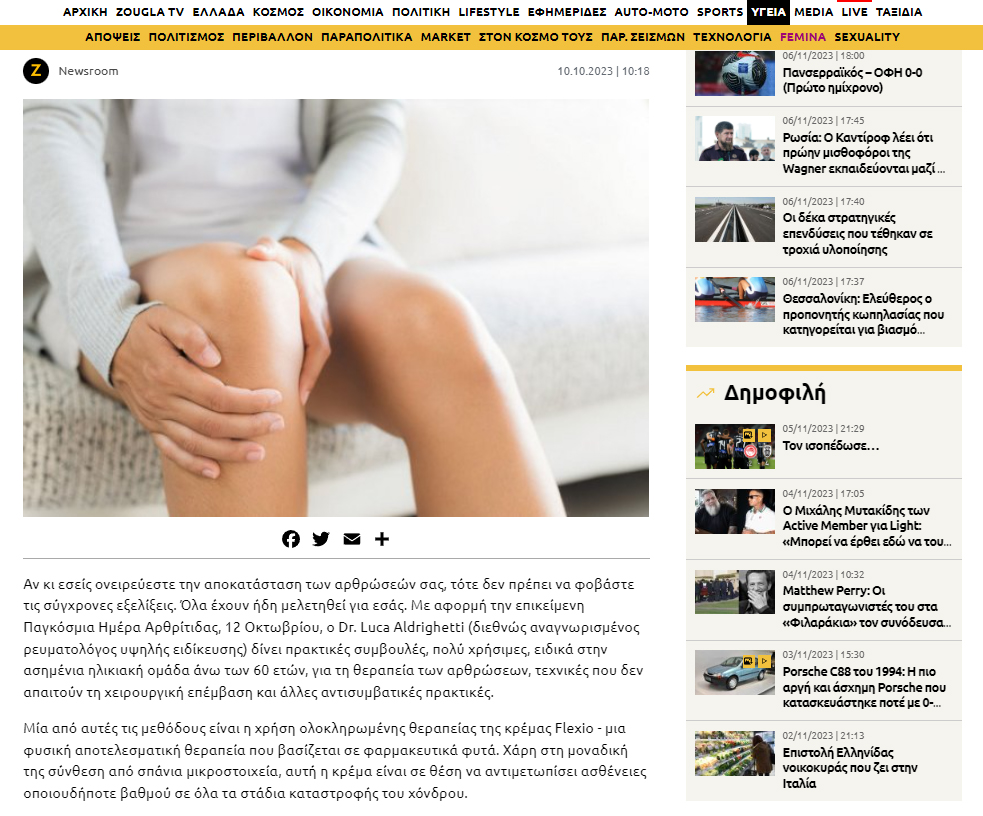 ΑΡΧΙΚΗ ZOUGLA TV ΕΛΛΑΔΑ ΚΟΣΜΟΣ ΟΙΚΟΝΟΜΙΑ ΠΟΛΙΤΙΚΗ LIFESTYLE ΕΦΗΜΕΡΙΔΕΣ AUTO-MOTO SPORTS ΥΓΕΙΑ MEDIA LIVE ΤΑΞΙΔΙΑ
ΑΠΟΨΕΙΣ ΠΟΛΙΤΙΣΜΟΣ ΠΕΡΙΒΑΛΛΟΝ ΠΑΡΑΠΟΛΙΤΙΚΑ MARKET ΣΤΟΝ ΚΟΣΜΟ ΤΟΥΣ ΠΑΡ. ΣΕΙΣΜΩΝ ΤΕΧΝΟΛΟΓΙΑ FEMINA SEXUALITY
Z Newsroom 10.10.2023 | 10:18
Αν κι εσείς ονειρεύεστε την αποκατάσταση των αρθρώσεών σας, τότε δεν πρέπει να φοβάστε
τις σύγχρονες εξελίξεις. Όλα έχουν ήδη μελετηθεί για εσάς. Με αφορμή την επικείμενη
Παγκόσμια Ημέρα Αρθρίτιδας, 12 Οκτωβρίου, ο Dr. Luca Aldrighetti (διεθνώς αναγνωρισμένος
ρευματολόγος υψηλής ειδίκευσης) δίνει πρακτικές συμβουλές, πολύ χρήσιμες, ειδικά στην
ασημένια ηλικιακή ομάδα άνω των 60 ετών, για τη θεραπεία των αρθρώσεων, τεχνικές που δεν
απαιτούν τη χειρουργική επέμβαση και άλλες αντισυμβατικές πρακτικές.
Μία από αυτές τις μεθόδους είναι η χρήση ολοκληρωμένης θεραπείας της κρέμας Flexio - μια
φυσική αποτελεσματική θεραπεία που βασίζεται σε φαρμακευτικά φυτά. Χάρη στη μοναδική
της σύνθεση από σπάνια μικροστοιχεία, αυτή η κρέμα είναι σε θέση να αντιμετωπίσει ασθένειες
οποιουδήποτε βαθμού σε όλα τα στάδια καταστροφής του χόνδρου.
06/11/2023 | 18:00
Πανσερραϊκός – ΟΦΗ 0-0
(Πρώτο ημίχρονο)
06/11/2023 | 17:45
Ρωσία: Ο Καντίροφ λέει ότι
πρώην μισθοφόροι της
Wagner εκπαιδεύονται μαζί ...
06/11/2023 | 17:40
Οι δέκα στρατηγικές
επενδύσεις που τέθηκαν σε
τροχιά υλοποίησης
06/11/2023 | 17:37
Θεσσαλονίκη: Ελεύθερος ο
προπονητής κωπηλασίας που
κατηγορείται για βιασμό...
Δημοφιλή
05/11/2023 | 21:29
Τον ισοπέδωσε…
04/11/2023 | 17:05
Ο Μιχάλης Μυτακίδης των
Active Member για Light:
«Μπορεί να έρθει εδώ να του...
04/11/2023 | 10:32
Matthew Perry: Οι
συμπρωταγωνιστές του στα
«Φιλαράκια» τον συνόδευσα...
03/11/2023 | 15:30
Porsche C88 του 1994: Η πιο
αργή και άσχημη Porsche που
κατασκευάστηκε ποτέ με 0-...
02/11/2023 | 21:13
Επιστολή Ελληνίδας
νοικοκυράς που ζει στην
Ιταλία